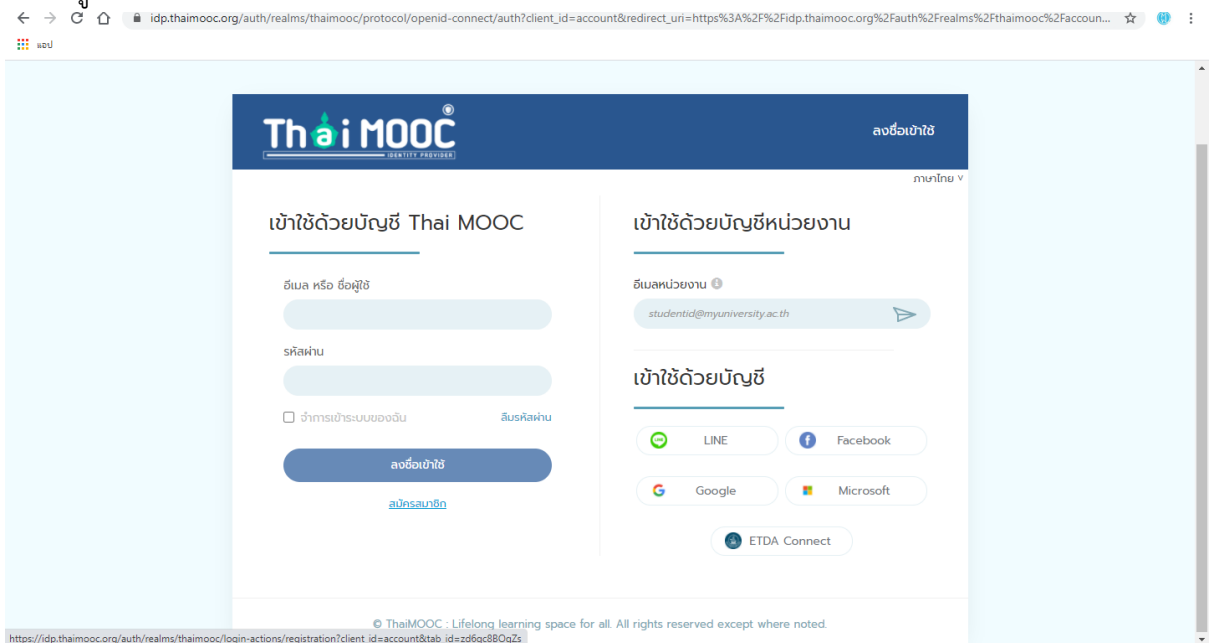 idp.thaimooc.org/auth/realms/thaimooc/protocol/openid-connect/auth?client_id=account&redirect_uri=https%3A%2F%2Fidp.thaimooc.org%2Fauth%2Frealms%2Fthaimooc%2Faccoun...
แอป
Thai MOOC
IDENTITY PROVIDER
ลงชื่อเข้าใช้
ภาษาไทย
เข้าใช้ด้วยบัญชี Thai MOOC
อีเมล หรือ ชื่อผู้ใช้
รหัสผ่าน
จำการเข้าระบบของฉัน
ลืมรหัสผ่าน
ลงชื่อเข้าใช้
สมัครสมาชิก
เข้าใช้ด้วยบัญชีหน่วยงาน
อีเมลหน่วยงาน
studentid@myuniversity.ac.th
เข้าใช้ด้วยบัญชี
LINE
Facebook
Google
Microsoft
ETDA Connect
© ThaiMOOC : Lifelong learning space for all. All rights reserved except where noted.
https://idp.thaimooc.org/auth/realms/thaimooc/login-actions/registration?client_id=account&tab_id=zd6qc8BOgZs